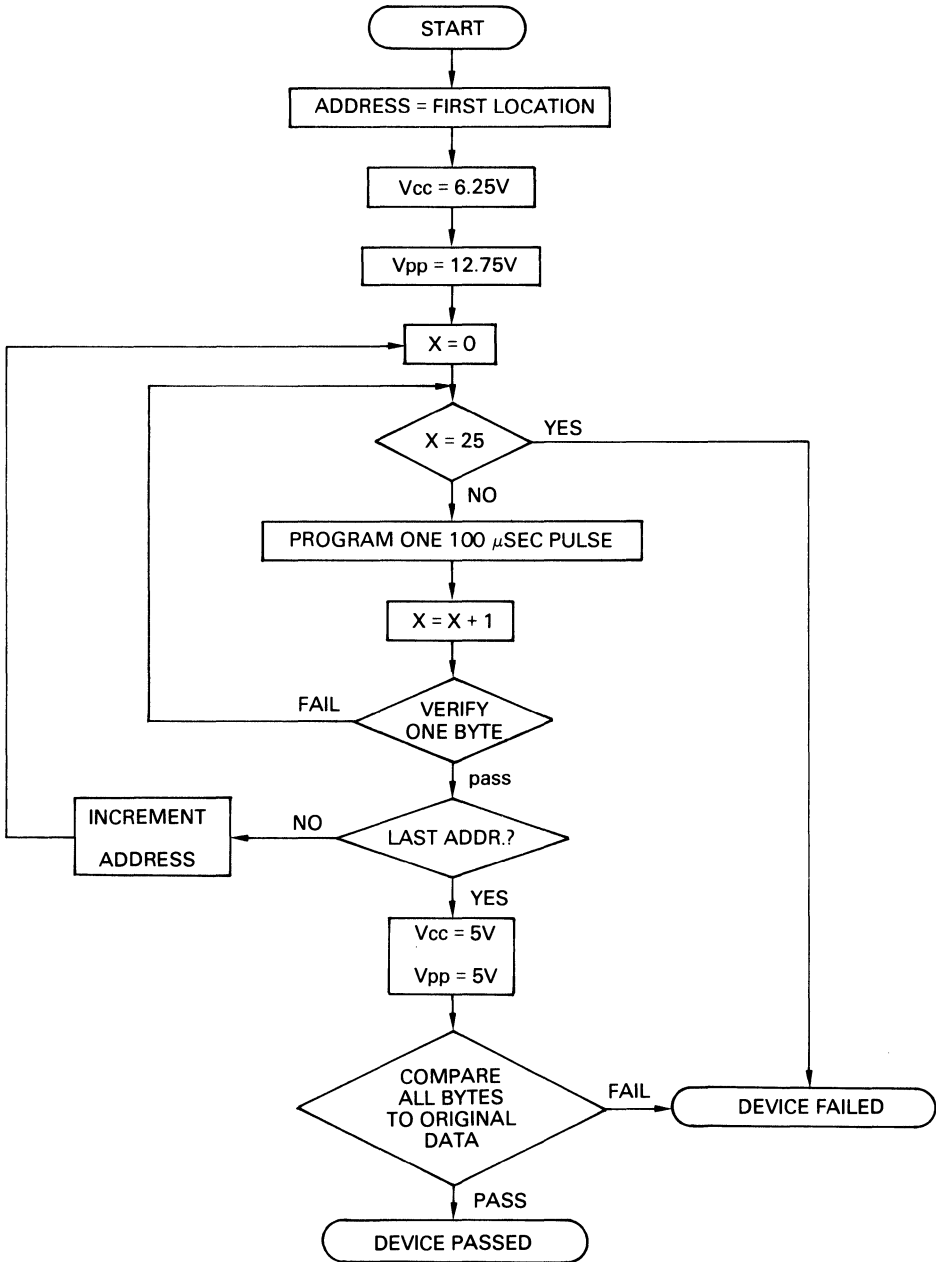 START
ADDRESS = FIRST LOCATION
Vcc = 6.25V
Vpp = 12.75V
X = 0
X = 25
YES
NO
PROGRAM ONE 100 μSEC PULSE
X = X + 1
FAIL
VERIFY
ONE BYTE
pass
INCREMENT
ADDRESS
NO
LAST ADDR.?
YES
Vcc = 5V
Vpp = 5V
COMPARE
ALL BYTES
TO ORIGINAL
DATA
FAIL
DEVICE FAILED
PASS
DEVICE PASSED